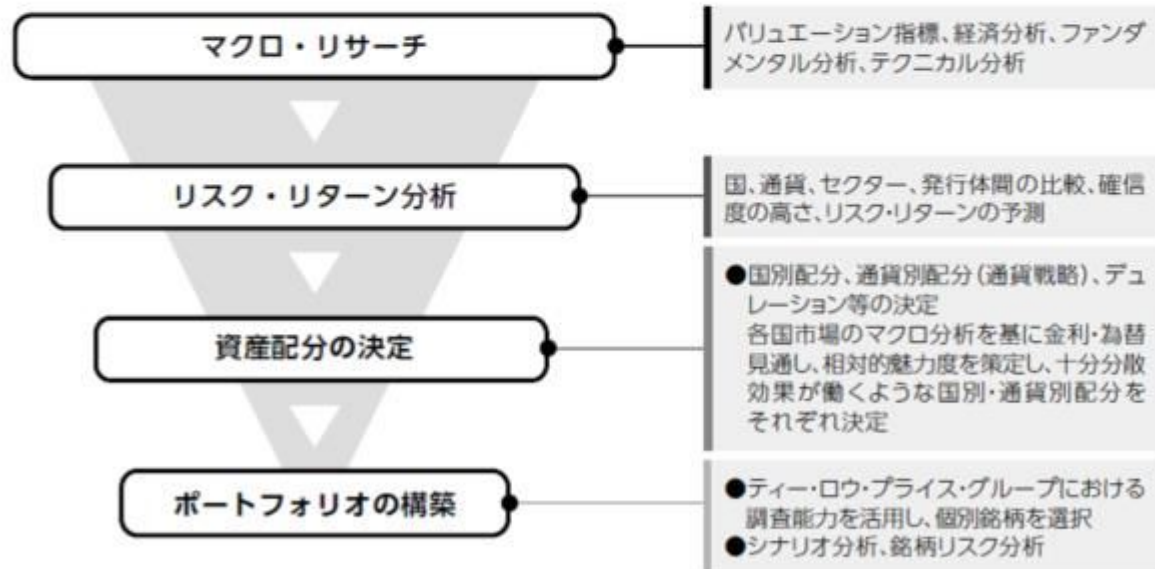 マクロ・リサーチ
バリュエーション指標、経済分析、ファンダ
メンタル分析、テクニカル分析
リスク・リターン分析
国、通貨、セクター、発行体間の比較、確信
度の高さ、リスク・リターンの予測
資産配分の決定
●国別配分、通貨別配分(通貨戦略)、デュ
レーション等の決定
各国市場のマクロ分析を基に金利・為替
見通し、相対的魅力度を策定し、十分分散
効果が働くような国別・通貨別配分を
それぞれ決定
ポートフォリオの構築
●ティー・ロウ・プライス・グループにおける
調査能力を活用し、個別銘柄を選択
●シナリオ分析、銘柄リスク分析